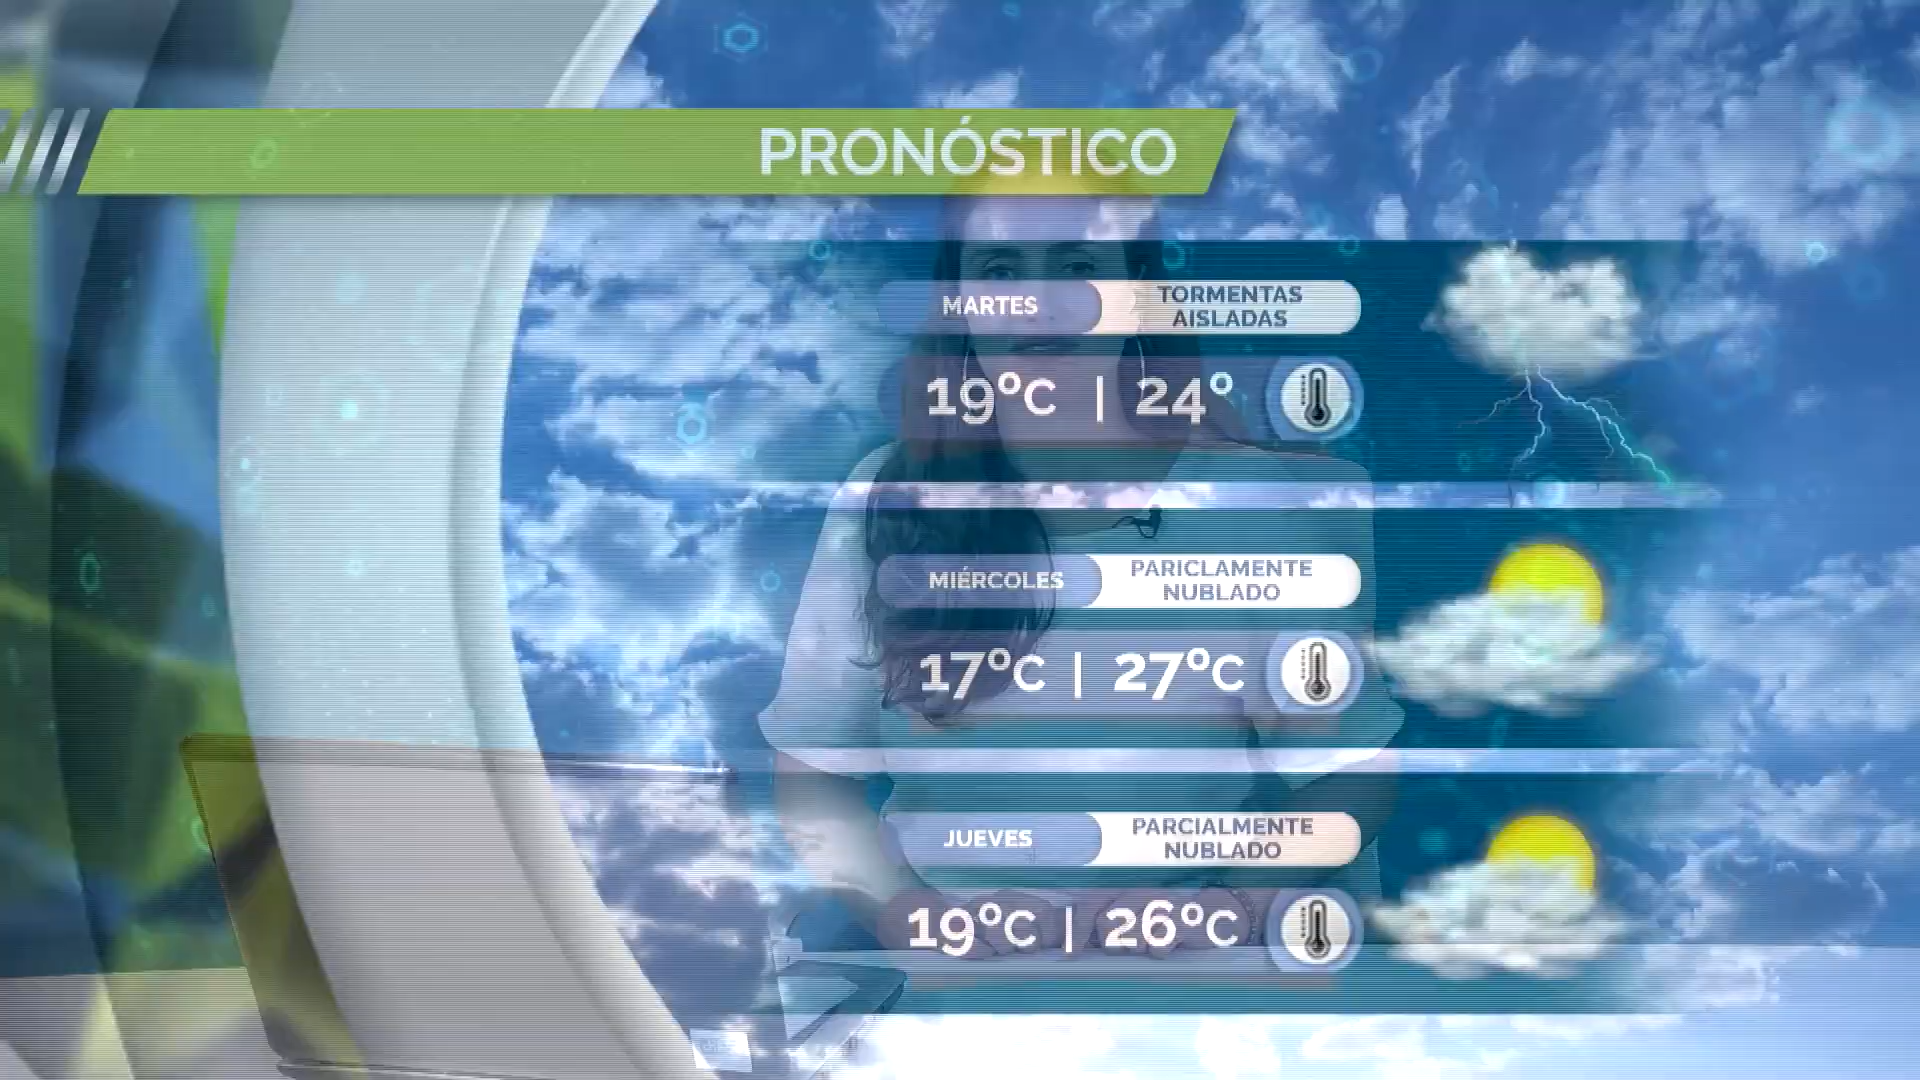 PRONÓSTICO
MARTES
TORMENTAS
AISLADAS
19°C | 24°
MIÉRCOLES
PARICLAMENTE
NUBLADO
17°C | 27°C
JUEVES
PARCIALMENTE
NUBLADO
19°C | 26°C